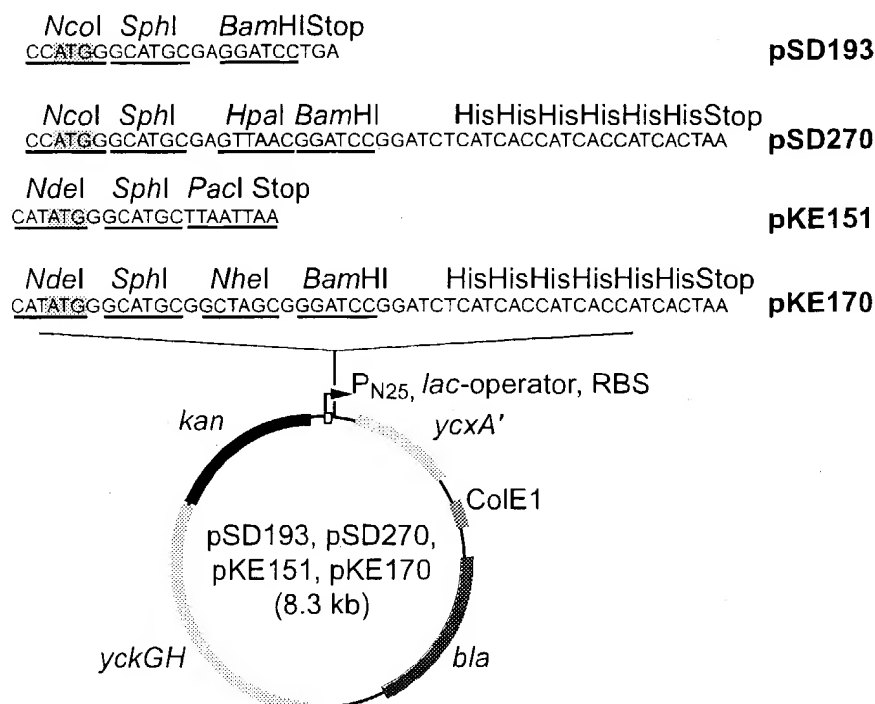 NcoI SphI BamHIStop
CCATGGGCATGCGAGGATCCTGA pSD193
NcoI SphI HpaI BamHI HisHisHisHisHisHisStop
CCATGGGCATGCGAGTTAACGGATCCGGATCTCATCACCATCACCATCACTAA pSD270
NdeI SphI PacI Stop
CATATGGGCATGCTTAATTAA pKE151
NdeI SphI NheI BamHI HisHisHisHisHisHisStop
CATATGGGCATGCGGCTAGCGGGATCCGGATCTCATCACCATCACCATCACTAA pKE170
PN25, lac-operator, RBS
kan ycxA'
ColE1
pSD193, pSD270,
pKE151, pKE170
(8.3 kb)
yckGH bla